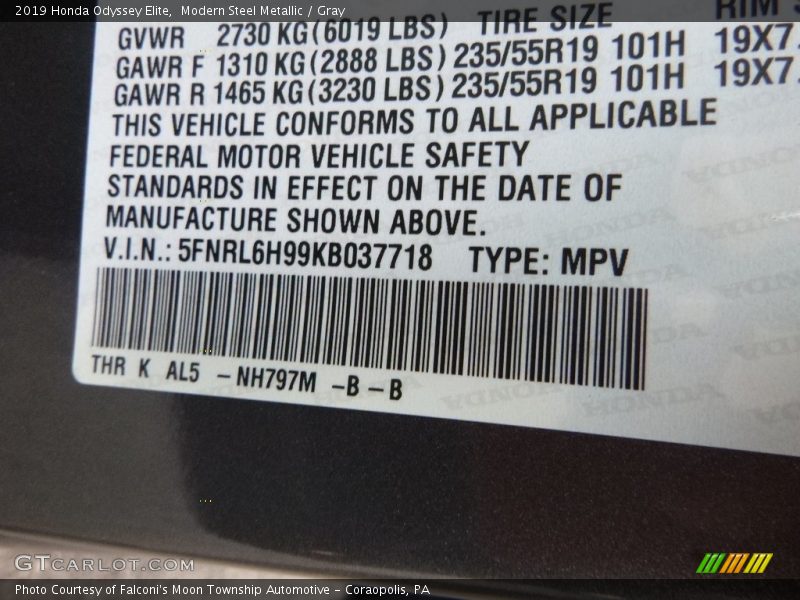 2019 Honda Odyssey Elite, Modern Steel Metallic / Gray
GVWR 2730 KG (6019 LBS) TIRE SIZE RIM
GAWR F 1310 KG (2888 LBS) 235/55R19 101H 19X7.
GAWR R 1465 KG (3230 LBS) 235/55R19 101H 19X7.
THIS VEHICLE CONFORMS TO ALL APPLICABLE
FEDERAL MOTOR VEHICLE SAFETY
STANDARDS IN EFFECT ON THE DATE OF
MANUFACTURE SHOWN ABOVE.
V.I.N.: 5FNRL6H99KB037718 TYPE: MPV
THR K AL5 - NH797M - B - B
GTCARLOT.COM
Photo Courtesy of Falconi's Moon Township Automotive - Coraopolis, PA